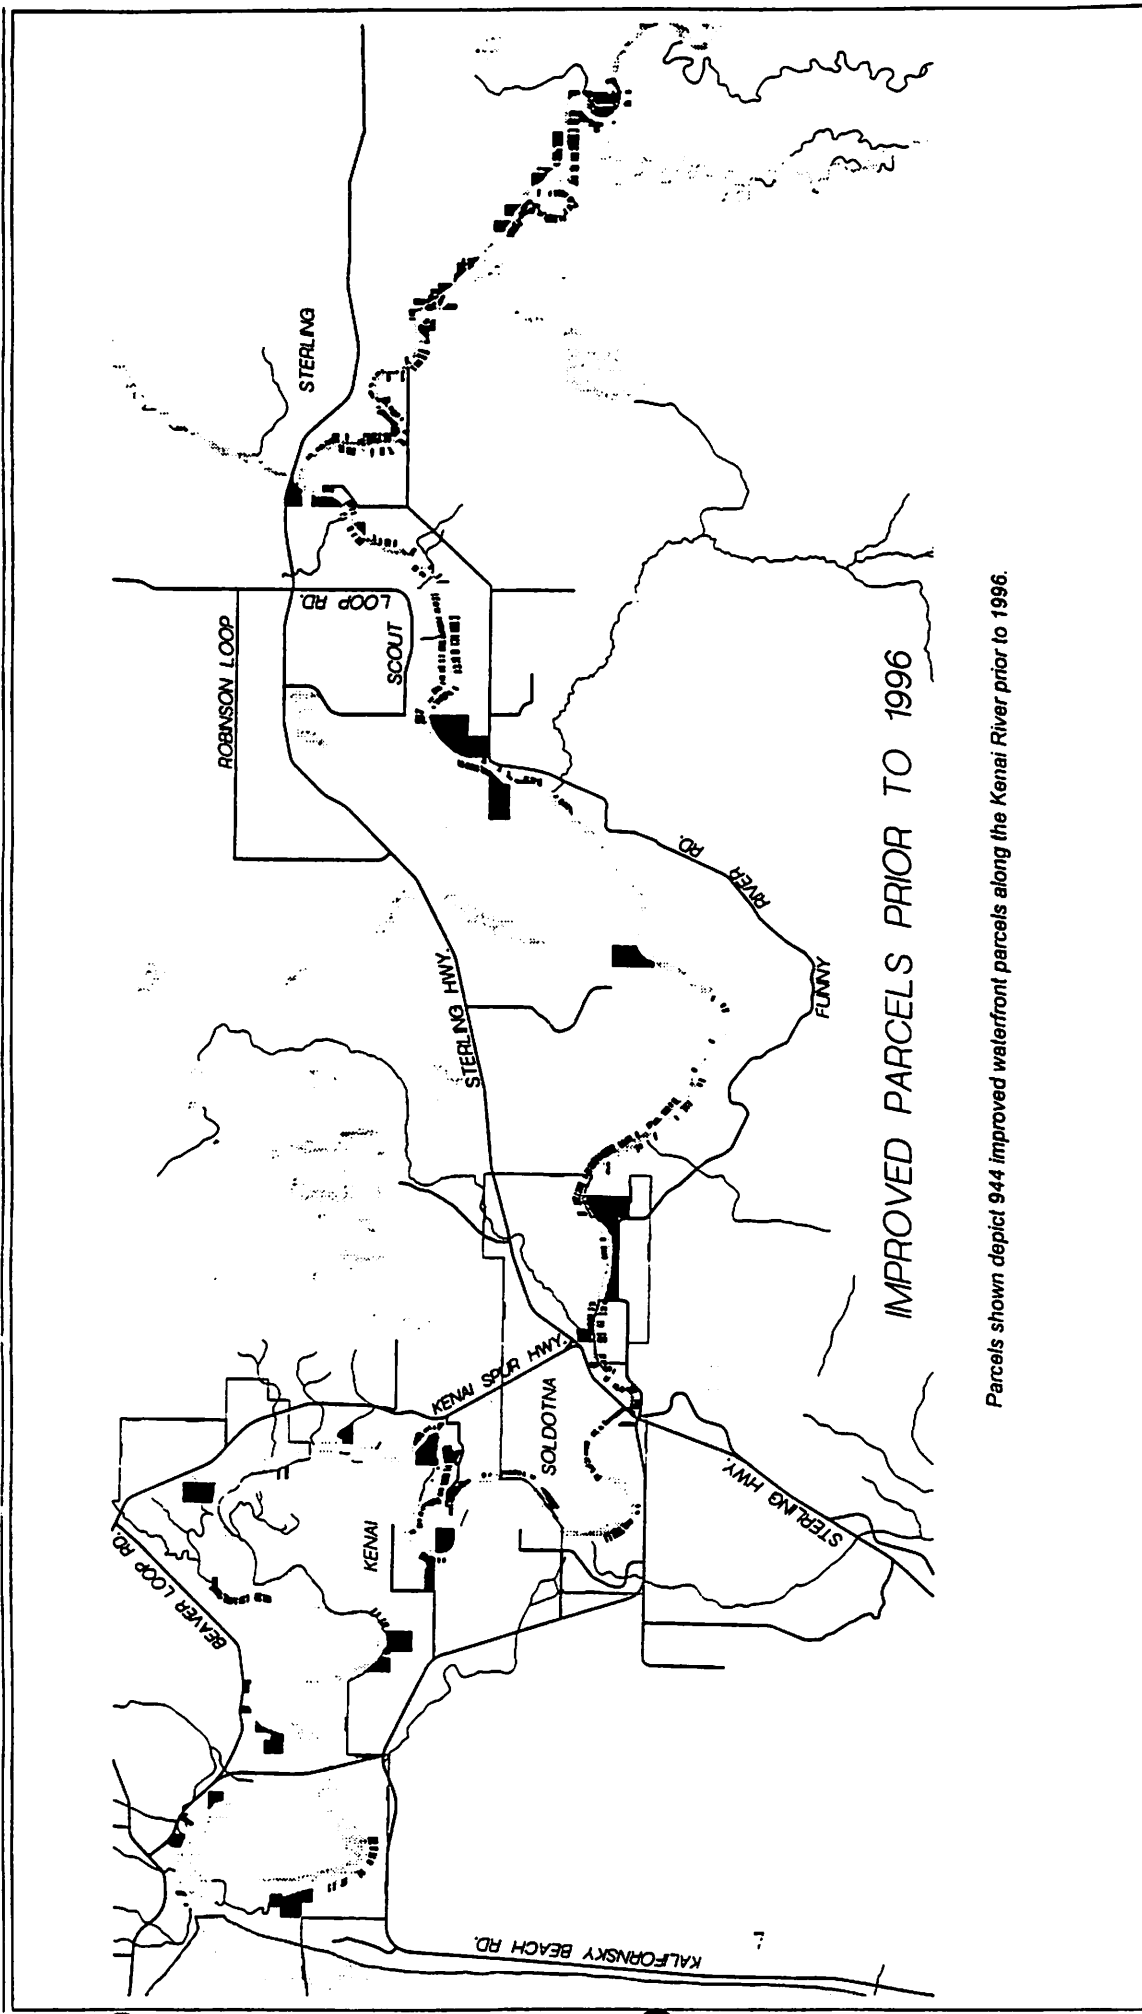 STERLING
ROBINSON LOOP
LOOP RD.
SCOUT
STERLING HWY.
RIVER
RD.
FUNNY
KENAI SPUR HWY.
SOLDOTNA
KENAI
BEAVER LOOP RD.
STERLING HWY.
KALIFORNSKY BEACH RD.
IMPROVED PARCELS PRIOR TO 1996
Parcels shown depict 944 improved waterfront parcels along the Kenai River prior to 1996.